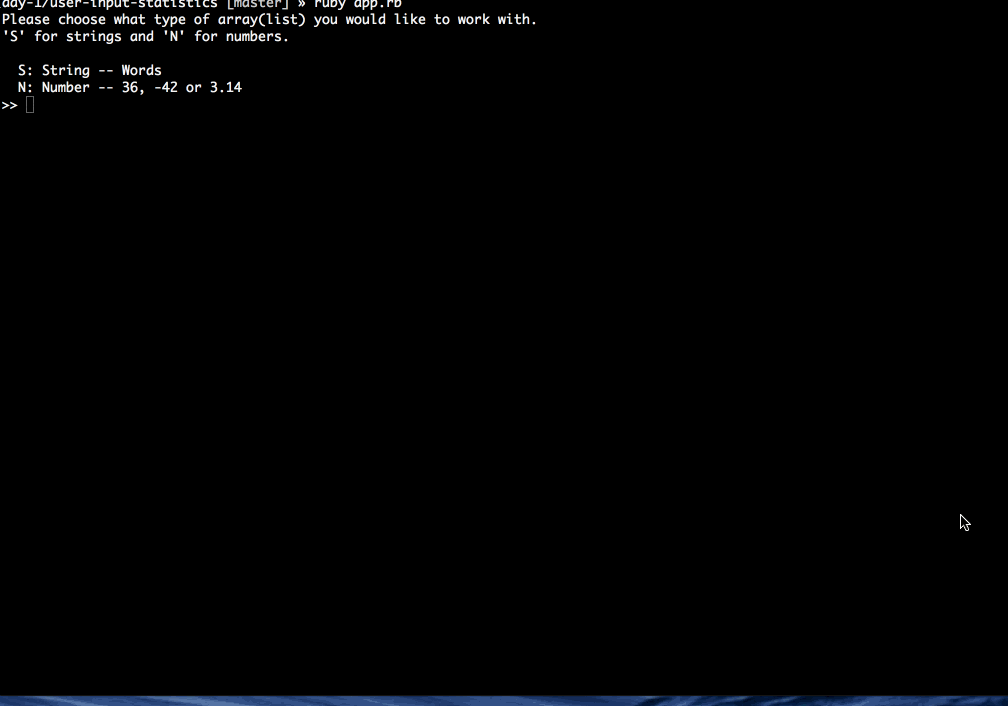 day-1/user-input-statistics [master] » ruby app.rb
Please choose what type of array(list) you would like to work with.
'S' for strings and 'N' for numbers.
S: String -- Words
N: Number -- 36, -42 or 3.14
>>